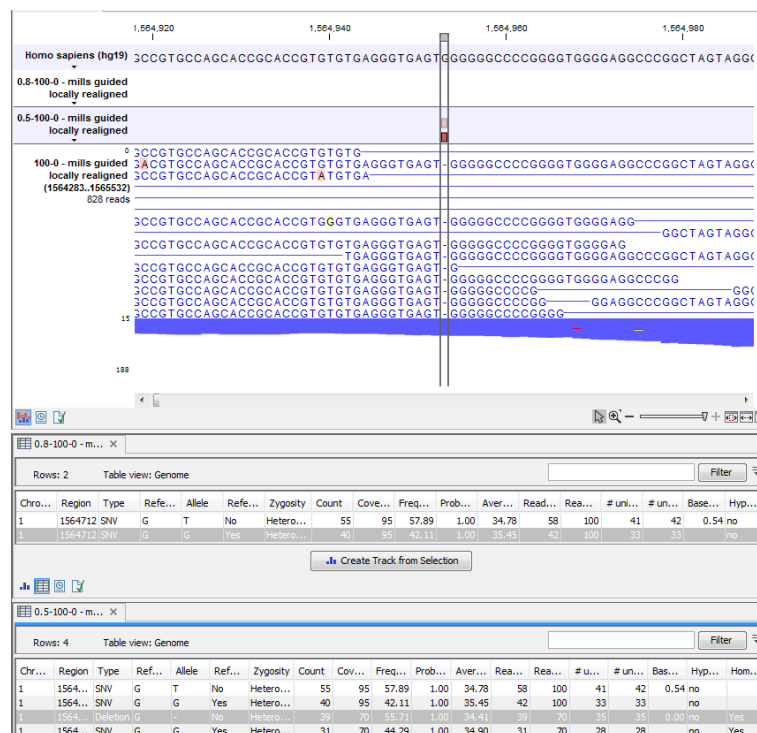 1,564,920 1,564,940 1,564,960 1,564,980
Homo sapiens (hg19) GCCGTGCCAGCACCGCACCGTGTGTGAGGGTGAGTGGGGGGCCCCGGGGTGGGGAGGCCCGGCTAGTAGGG
0.8-100-0 - mills guided
locally realigned
0.5-100-0 - mills guided
locally realigned
0
GCCGTGCCAGCACCGCACCGTGTGTG
100-0 - mills guided GACGTGCCAGCACCGCACCGTGTGTGAGGGTGAGT-GGGGGCCCCGGGGTGGGGAGGCCCGGCTAGTAGGG
locally realigned GCCGTGCCAGCACCGCACCGTATGTGA
(1564283..1565532)
828 reads
GCCGTGCCAGCACCGCACCGTGGGTGAGGGTGAGT-GGGGGCCCCGGGGTGGGGAGG
GGCTAGTAGGG
GCCGTGCCAGCACCGCACCGTGTGTGAGGGTGAGT-GGGGGCCCCGGGGTGGGGAG
TGTGAGGGTGAGT-GGGGGCCCCGGGGTGGGGAGGCCCGGCTAGTAGGG
GCCGTGCCAGCACCGCACCGTGTGTGAGGGTGAGT-G
GCCGTGCCAGCACCGCACCGTGTGTGAGGGTGAGT-GGGGGCCCCGGGGTGGGGAGGCCCGG
GCCGTGCCAGCACCGCACCGTGTGTGAGGGTGAGT-GGGGGCCCCG GGG
GCCGTGCCAGCACCGCACCGTGTGTGAGGGTGAGT-GGGGGCCCCGG GGAGGCCCGGCTAGTAGGG
GCCGTGCCAGCACCGCACCGTGTGTGAGGGTGAGT-GGGGGCCCCGGGG
15
188
0.8-100-0 - m...
Rows: 2 Table view: Genome Filter
Chro... Region Type Refe... Allele Refe... Zygosity Count Cove... Freq... Prob... Aver... Read... Rea... # uni... # un... Base... Hyp...
1 1564712 SNV G T No Hetero... 55 95 57.89 1.00 34.78 58 100 41 42 0.54 no
1 1564712 SNV G G Yes Hetero... 40 95 42.11 1.00 35.45 42 100 33 33 no
Create Track from Selection
0.5-100-0 - m...
Rows: 4 Table view: Genome Filter
Chr... Region Type Ref... Allele Ref... Zygosity Count Cov... Freq... Prob... Aver... Rea... Rea... # u... # un... Bas... Hyp... Hom...
1 1564... SNV G T No Hetero... 55 95 57.89 1.00 34.78 58 100 41 42 0.54 no
1 1564... SNV G G Yes Hetero... 40 95 42.11 1.00 35.45 42 100 33 33 no
1 1564... Deletion G - No Hetero... 39 70 55.71 1.00 34.41 39 70 35 35 0.00 no Yes
1 1564... SNV G G Yes Hetero... 31 70 44.29 1.00 34.90 31 70 28 28 no Yes